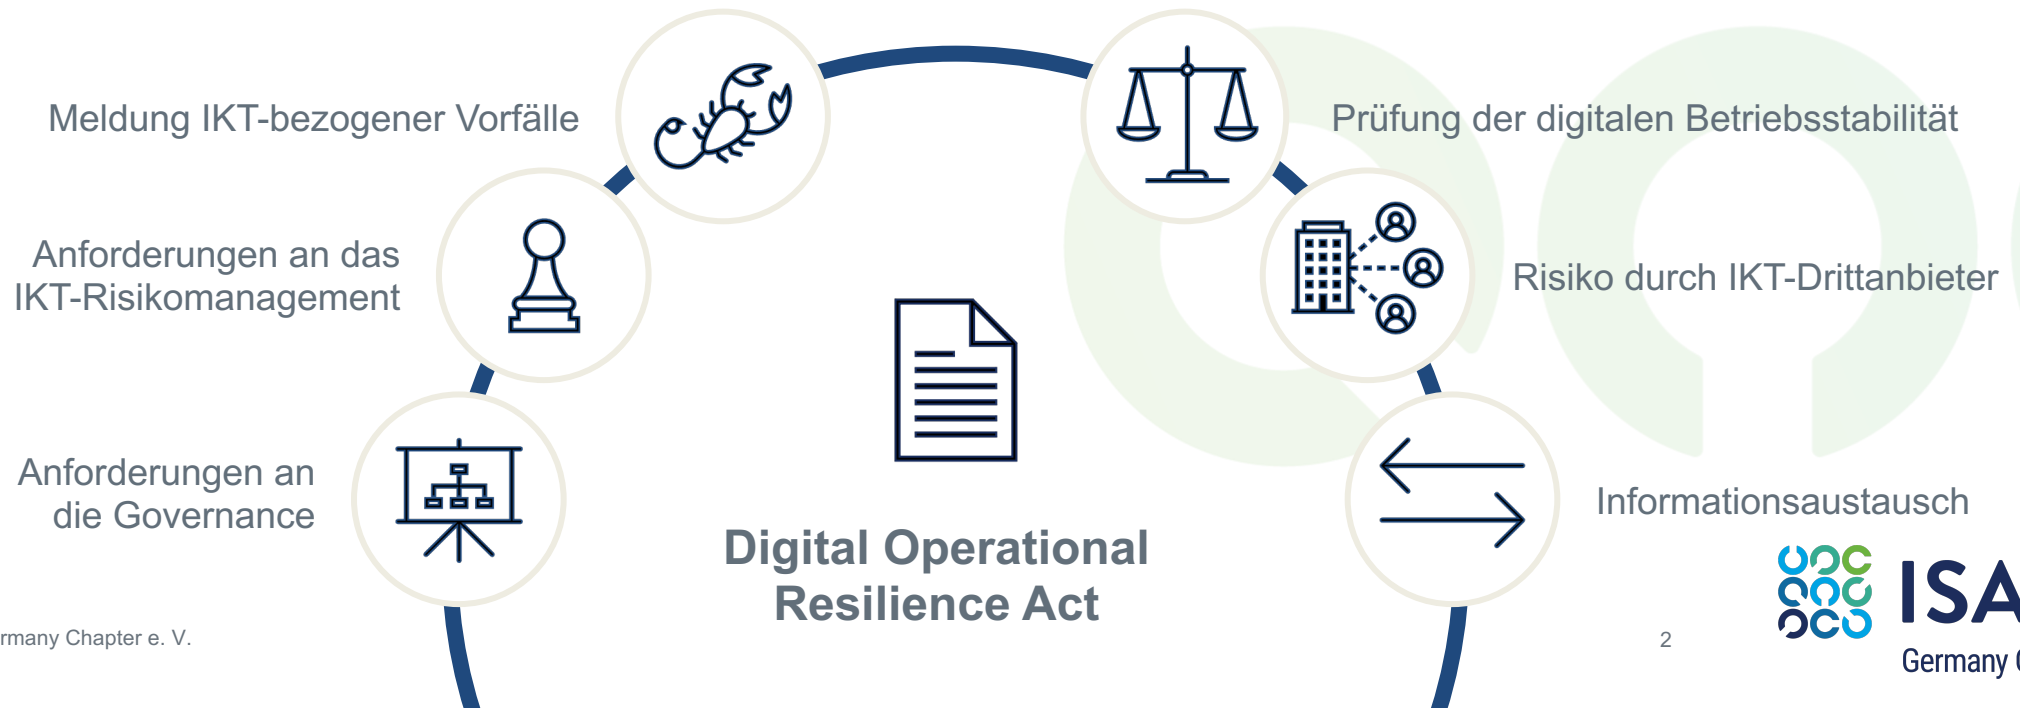 Meldung IKT-bezogener Vorfälle
Prüfung der digitalen Betriebsstabilität
Anforderungen an das
IKT-Risikomanagement
Risiko durch IKT-Drittanbieter
Anforderungen an
die Governance
Informationsaustausch
Digital Operational
Resilience Act
rmany Chapter e. V.
2
ISA
Germany